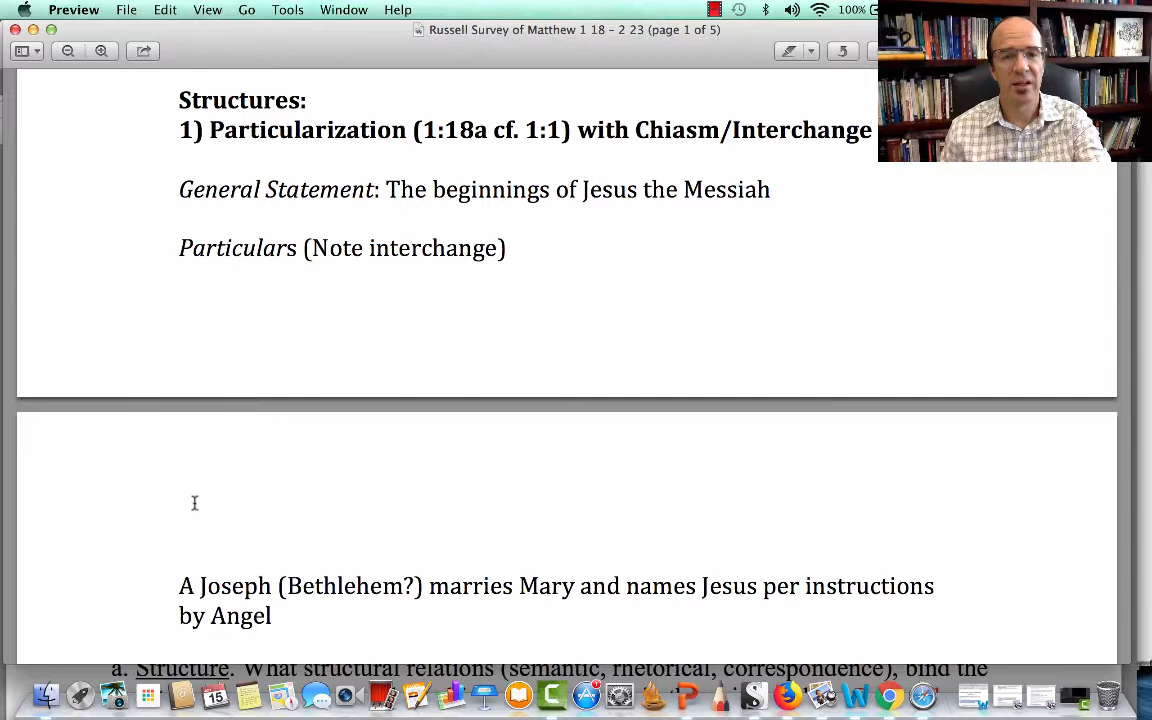 Preview File Edit View Go Tools Window Help 100%
Russell Survey of Matthew 1 18 - 2 23 (page 1 of 5)
Structures:
1) Particularization (1:18a cf. 1:1) with Chiasm/Interchange
General Statement: The beginnings of Jesus the Messiah
Particulars (Note interchange)
A Joseph (Bethlehem?) marries Mary and names Jesus per instructions
by Angel
a. Structure. What structural relations (semantic, rhetorical, correspondence), bind the
15